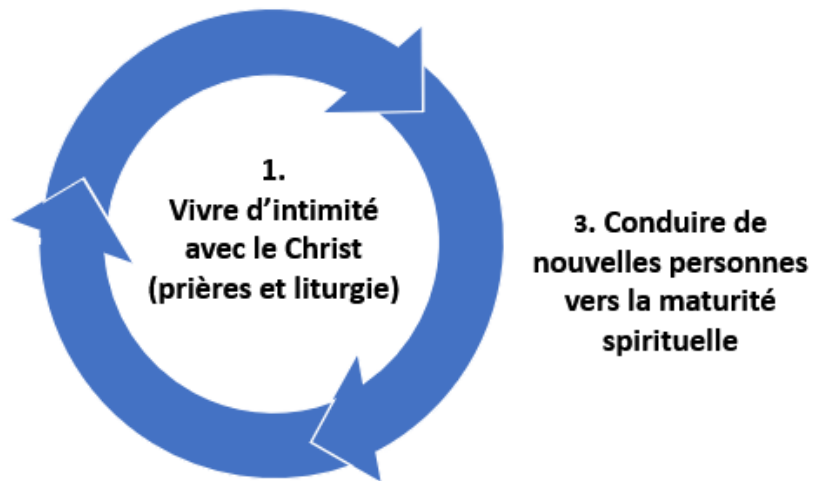 1.
Vivre d’intimité
avec le Christ
(prières et liturgie)
3. Conduire de
nouvelles personnes
vers la maturité
spirituelle